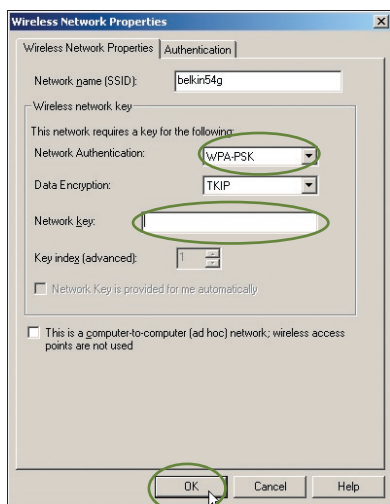 Wireless Network Properties
Wireless Network Properties
Authentication
Network name (SSID):
belkin54g
Wireless network key
This network requires a key for the following:
Network Authentication:
WPA-PSK
Data Encryption:
TKIP
Network key:
Key index (advanced):
1
Network Key is provided for me automatically
This is a computer-to-computer (ad hoc) network; wireless access
points are not used
OK
Cancel
Help